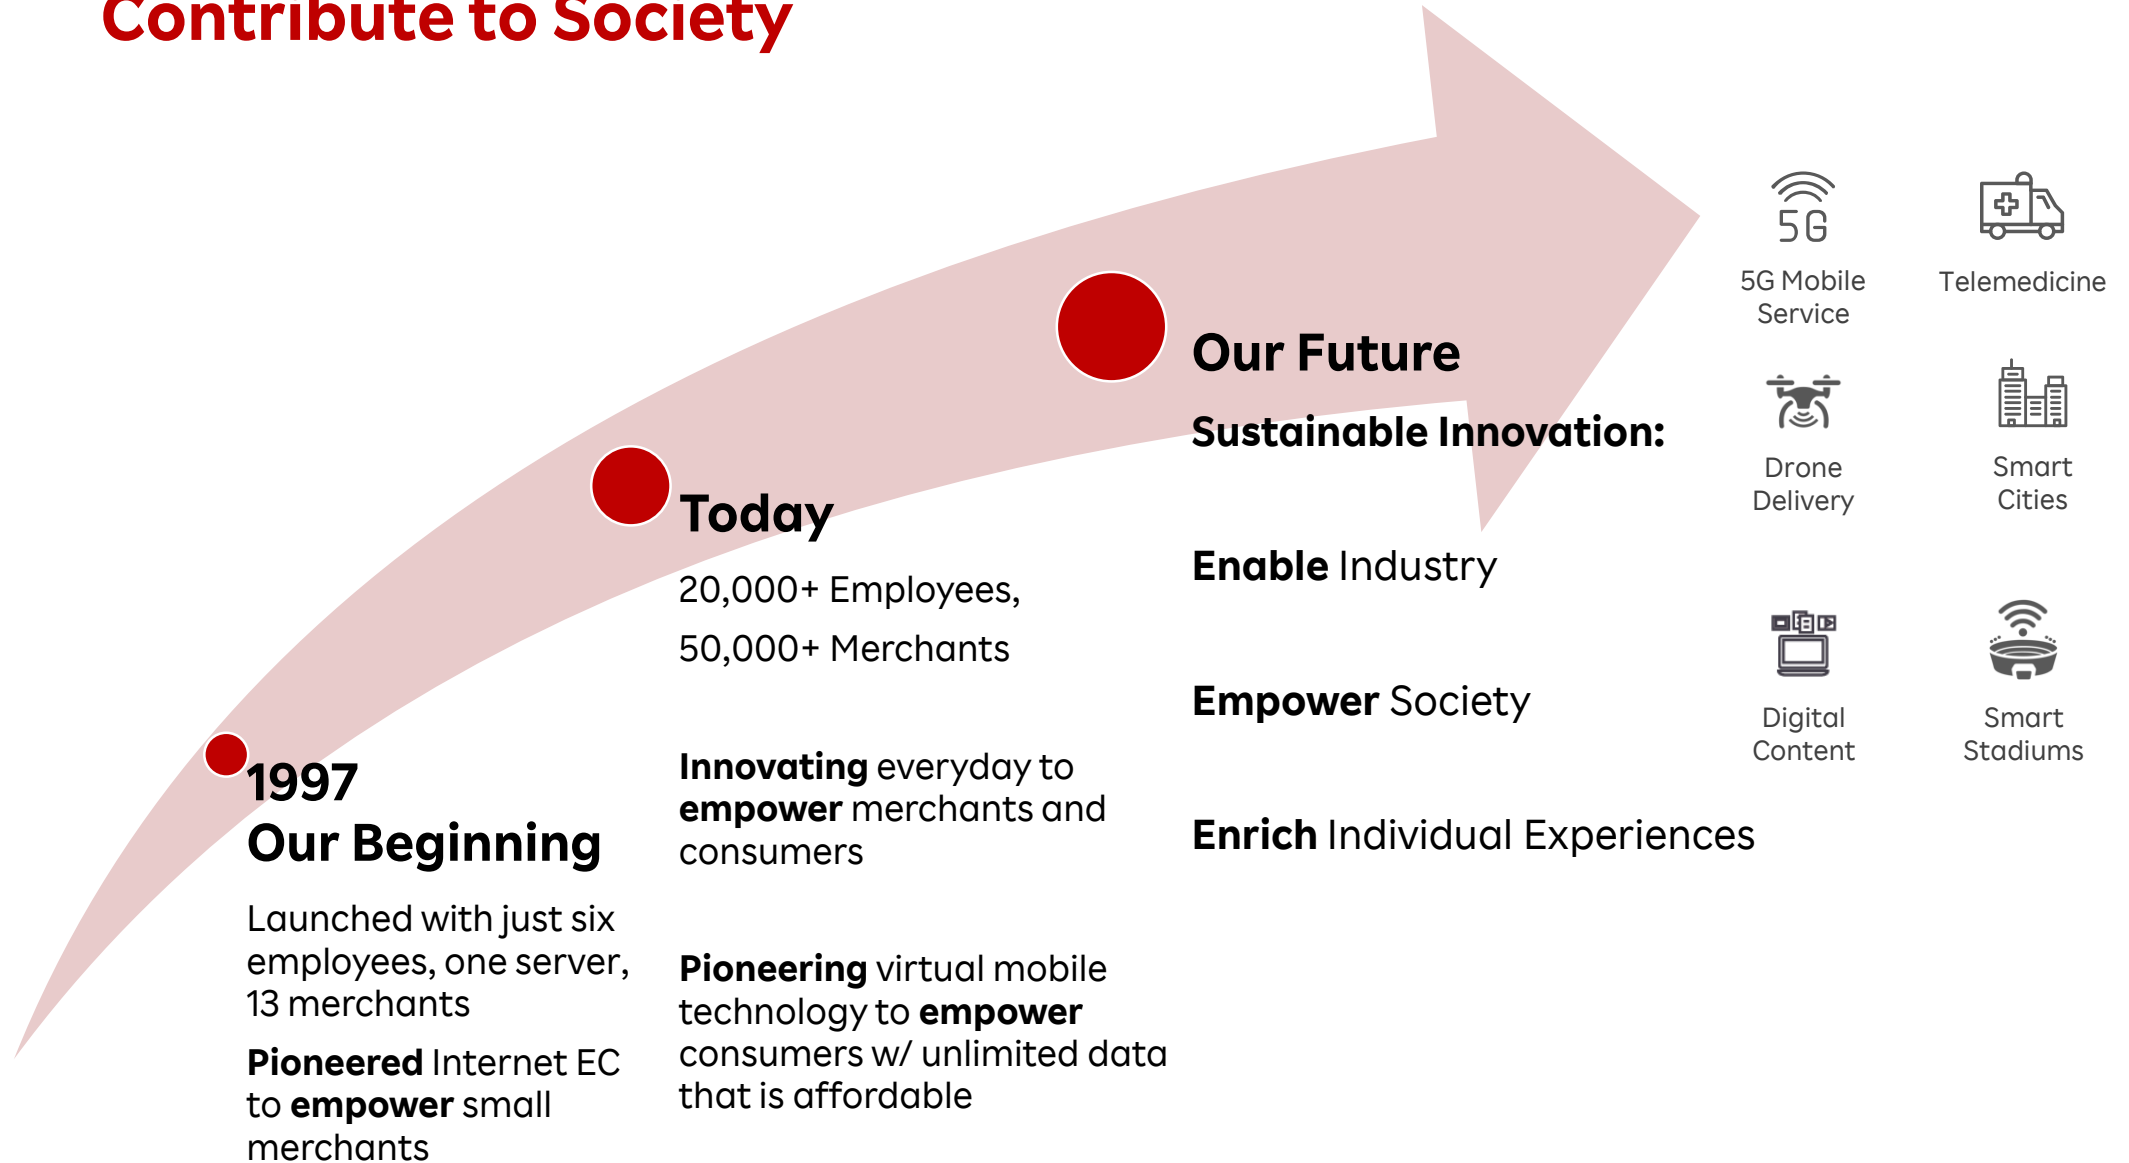 Contribute to Society
1997
Our Beginning
Launched with just six
employees, one server,
13 merchants
Pioneered Internet EC
to empower small
merchants
Today
20,000+ Employees,
50,000+ Merchants
Innovating everyday to
empower merchants and
consumers
Pioneering virtual mobile
technology to empower
consumers w/ unlimited data
that is affordable
Our Future
Sustainable Innovation:
Enable Industry
Empower Society
Enrich Individual Experiences
5G
5G Mobile
Service
Telemedicine
Drone
Delivery
Smart
Cities
Digital
Content
Smart
Stadiums